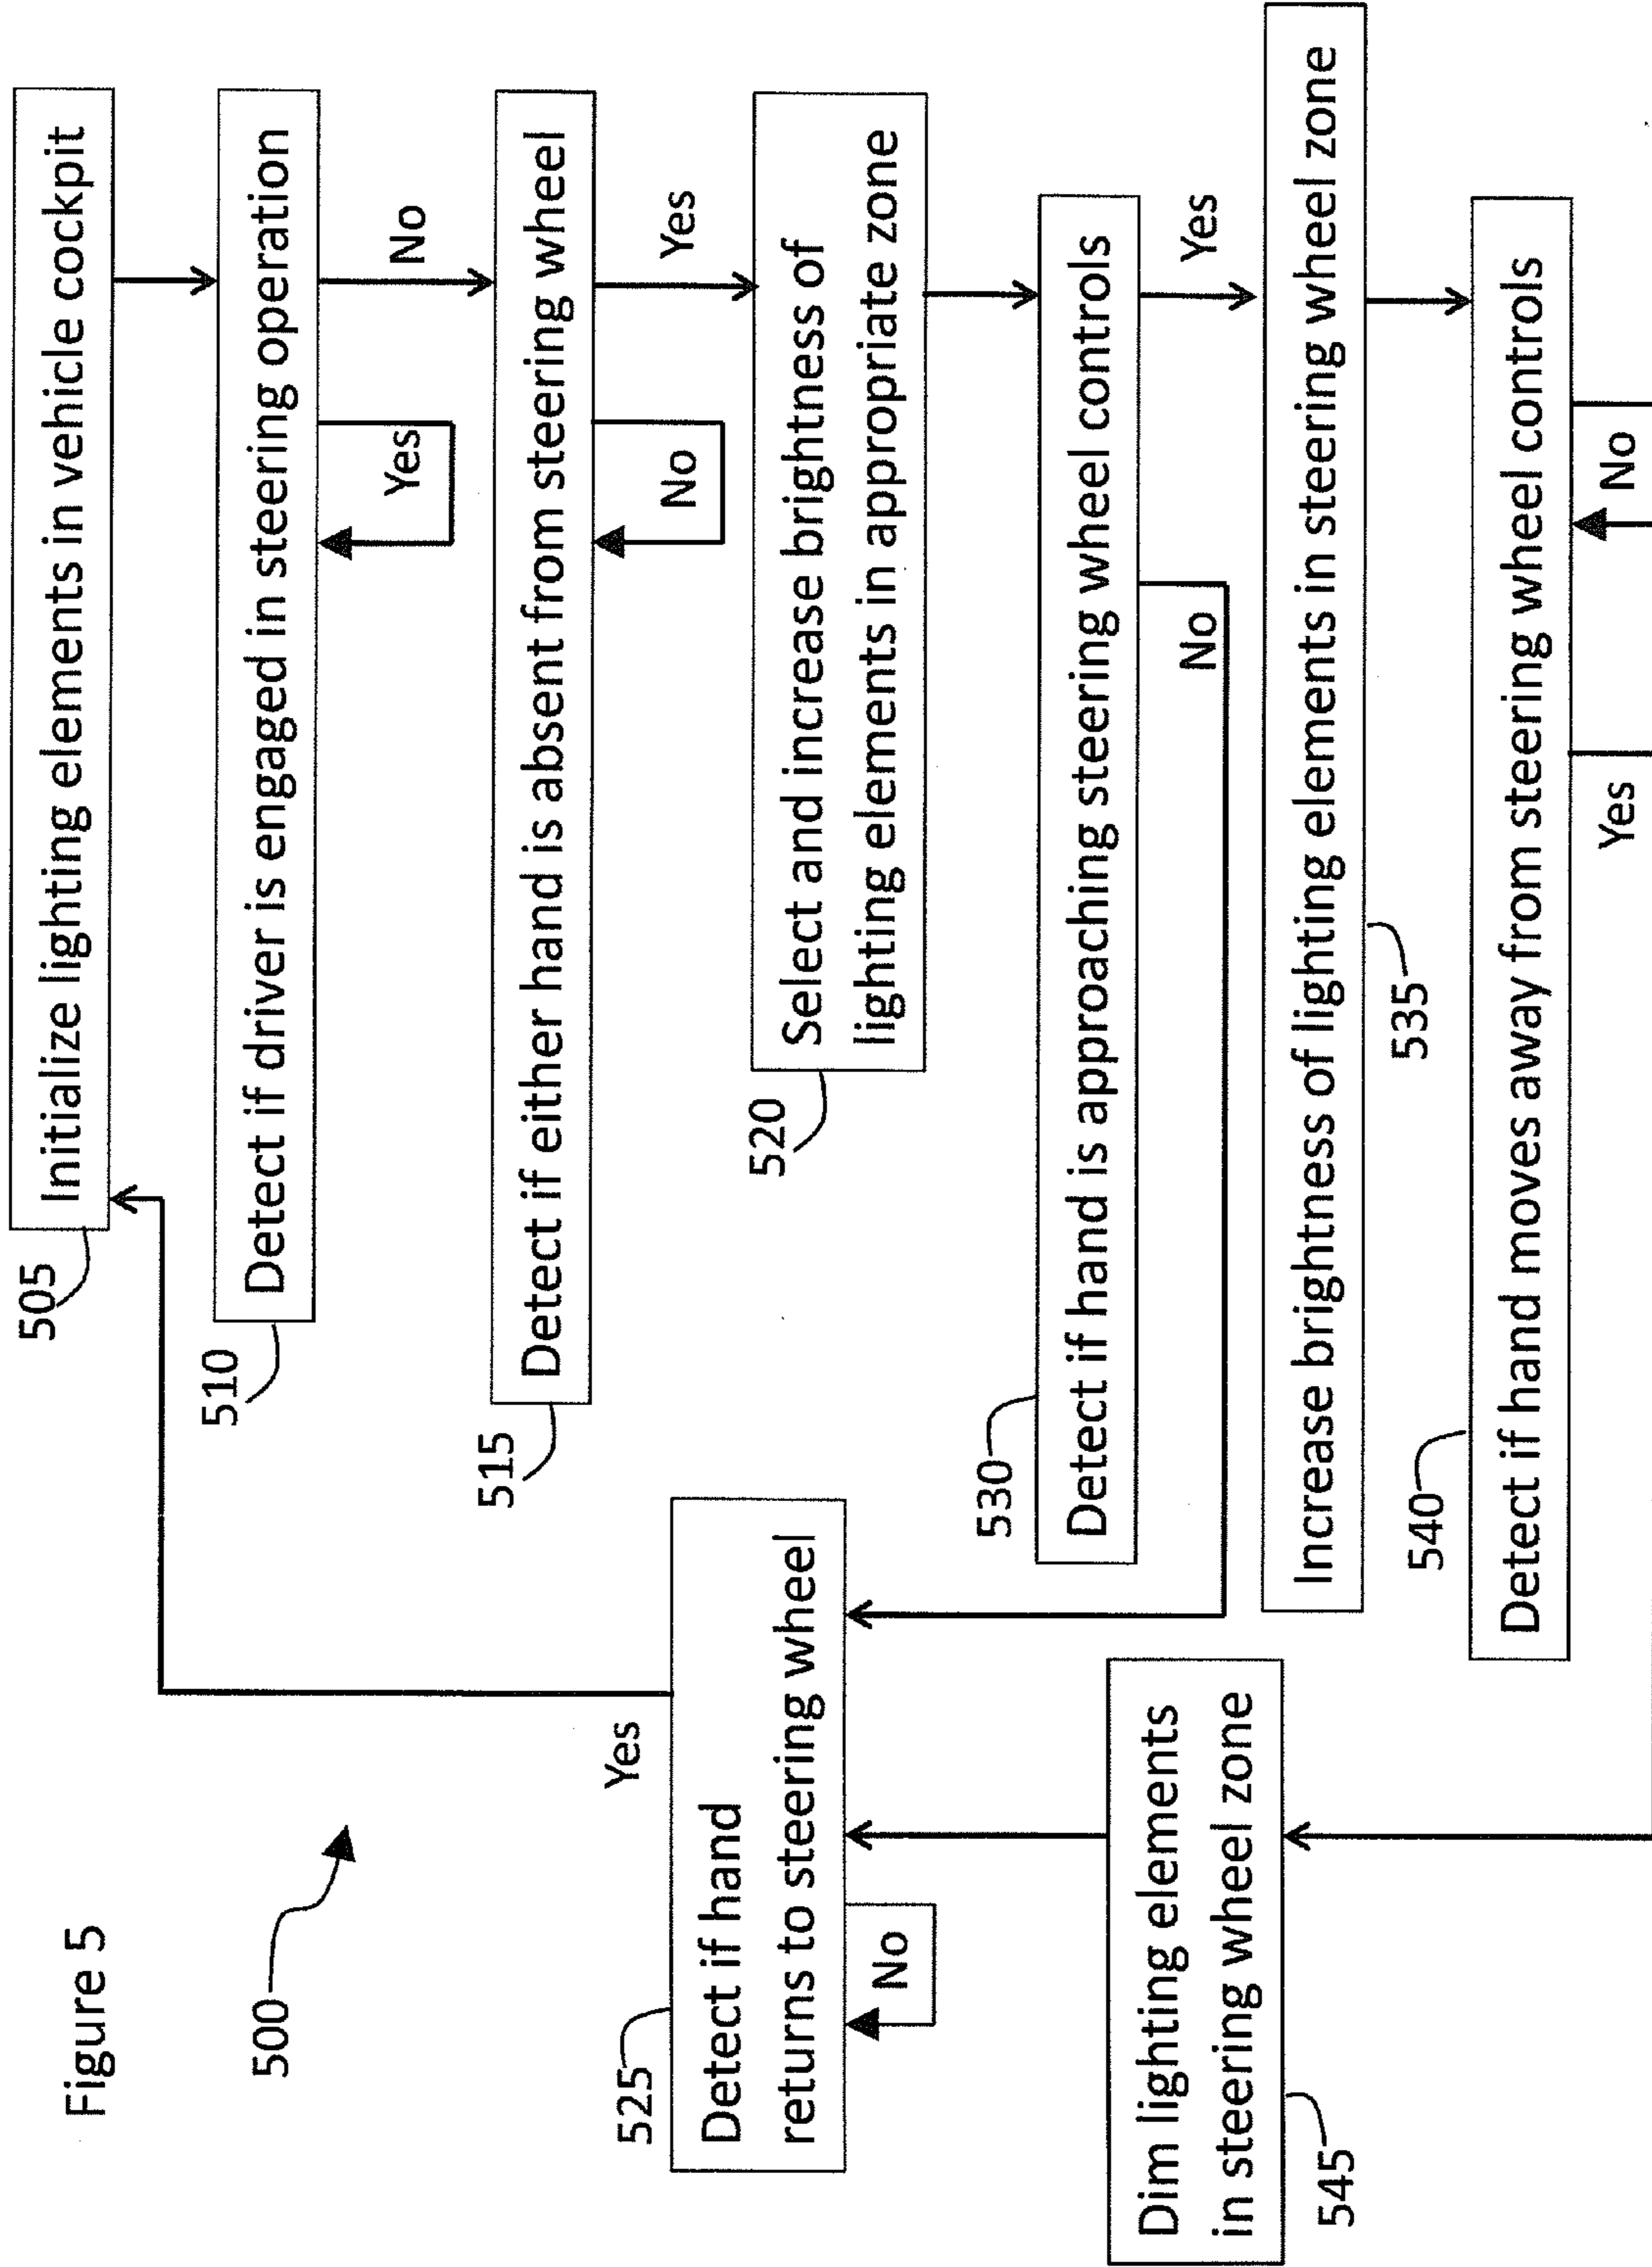 Figure 5
500
505
Initialize lighting elements in vehicle cockpit
510
Detect if driver is engaged in steering operation
Yes
No
515
Detect if either hand is absent from steering wheel
No
Yes
520
Select and increase brightness of
lighting elements in appropriate zone
525
Detect if hand
returns to steering wheel
Yes
No
530
Detect if hand is approaching steering wheel controls
No
Yes
Increase brightness of lighting elements in steering wheel zone
535
540
Detect if hand moves away from steering wheel controls
Yes
No
Dim lighting elements
in steering wheel zone
545